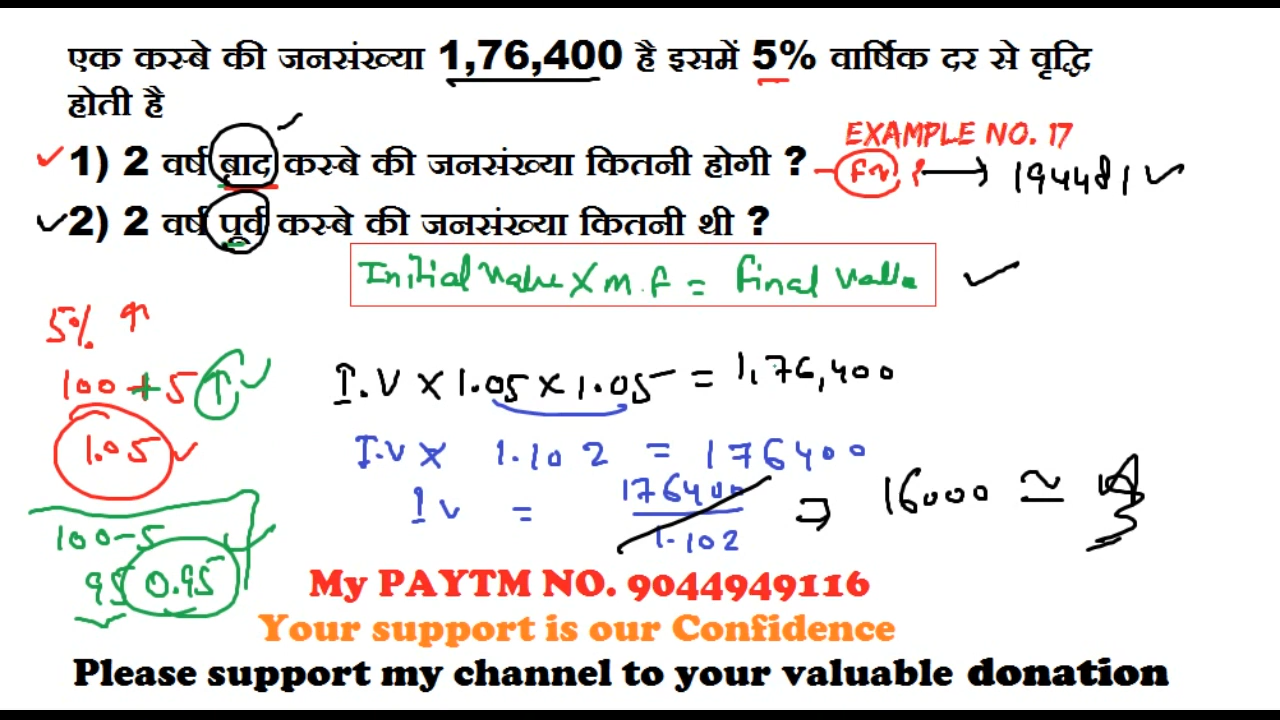 एक कस्बे की जनसंख्या 1,76,400 है इसमें 5% वार्षिक दर से वृद्धि
होती है
EXAMPLE NO. 17
1) 2 वर्ष बाद कस्बे की जनसंख्या कितनी होगी ?
194481
2) 2 वर्ष पूर्व कस्बे की जनसंख्या कितनी थी ?
Initial Value X M.F = Final Value
5% ↑
100 + 5 ↑
1.05
100 - 5
95 0.95
I.V X 1.05 X 1.05 = 1,76,400
I.V X 1.102 = 176400
I V = 176400 / 1.102 ⇒ 16000 ≃
My PAYTM NO. 9044949116
Your support is our Confidence
Please support my channel to your valuable donation